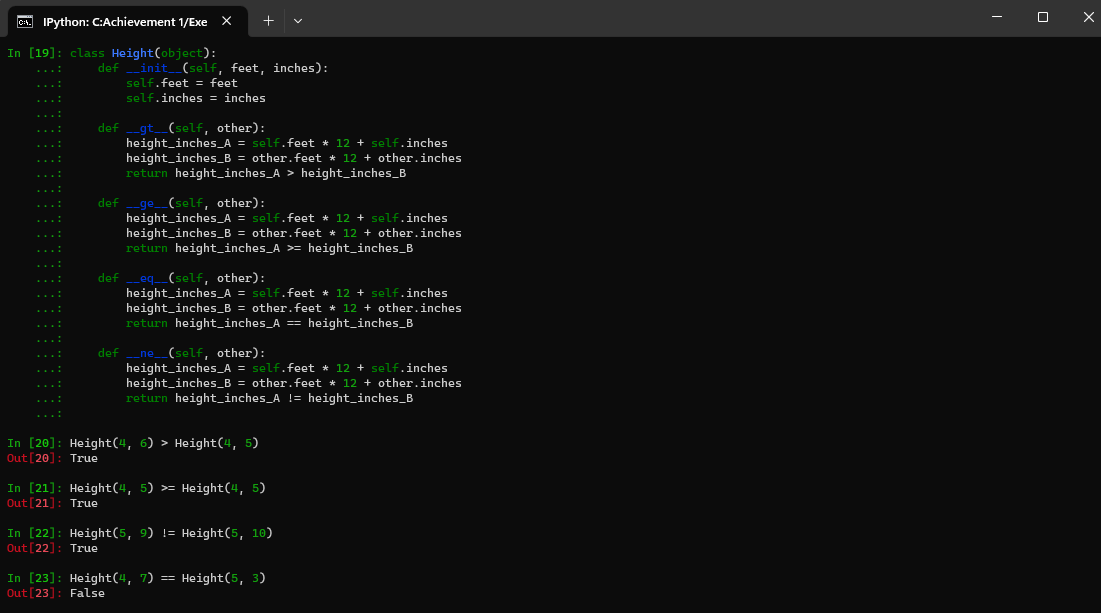 IPython: C:Achievement 1/Exe
In [19]: class Height(object):
    ...:     def __init__(self, feet, inches):
    ...:         self.feet = feet
    ...:         self.inches = inches
    ...:
    ...:     def __gt__(self, other):
    ...:         height_inches_A = self.feet * 12 + self.inches
    ...:         height_inches_B = other.feet * 12 + other.inches
    ...:         return height_inches_A > height_inches_B
    ...:
    ...:     def __ge__(self, other):
    ...:         height_inches_A = self.feet * 12 + self.inches
    ...:         height_inches_B = other.feet * 12 + other.inches
    ...:         return height_inches_A >= height_inches_B
    ...:
    ...:     def __eq__(self, other):
    ...:         height_inches_A = self.feet * 12 + self.inches
    ...:         height_inches_B = other.feet * 12 + other.inches
    ...:         return height_inches_A == height_inches_B
    ...:
    ...:     def __ne__(self, other):
    ...:         height_inches_A = self.feet * 12 + self.inches
    ...:         height_inches_B = other.feet * 12 + other.inches
    ...:         return height_inches_A != height_inches_B
    ...:
In [20]: Height(4, 6) > Height(4, 5)
Out[20]: True
In [21]: Height(4, 5) >= Height(4, 5)
Out[21]: True
In [22]: Height(5, 9) != Height(5, 10)
Out[22]: True
In [23]: Height(4, 7) == Height(5, 3)
Out[23]: False